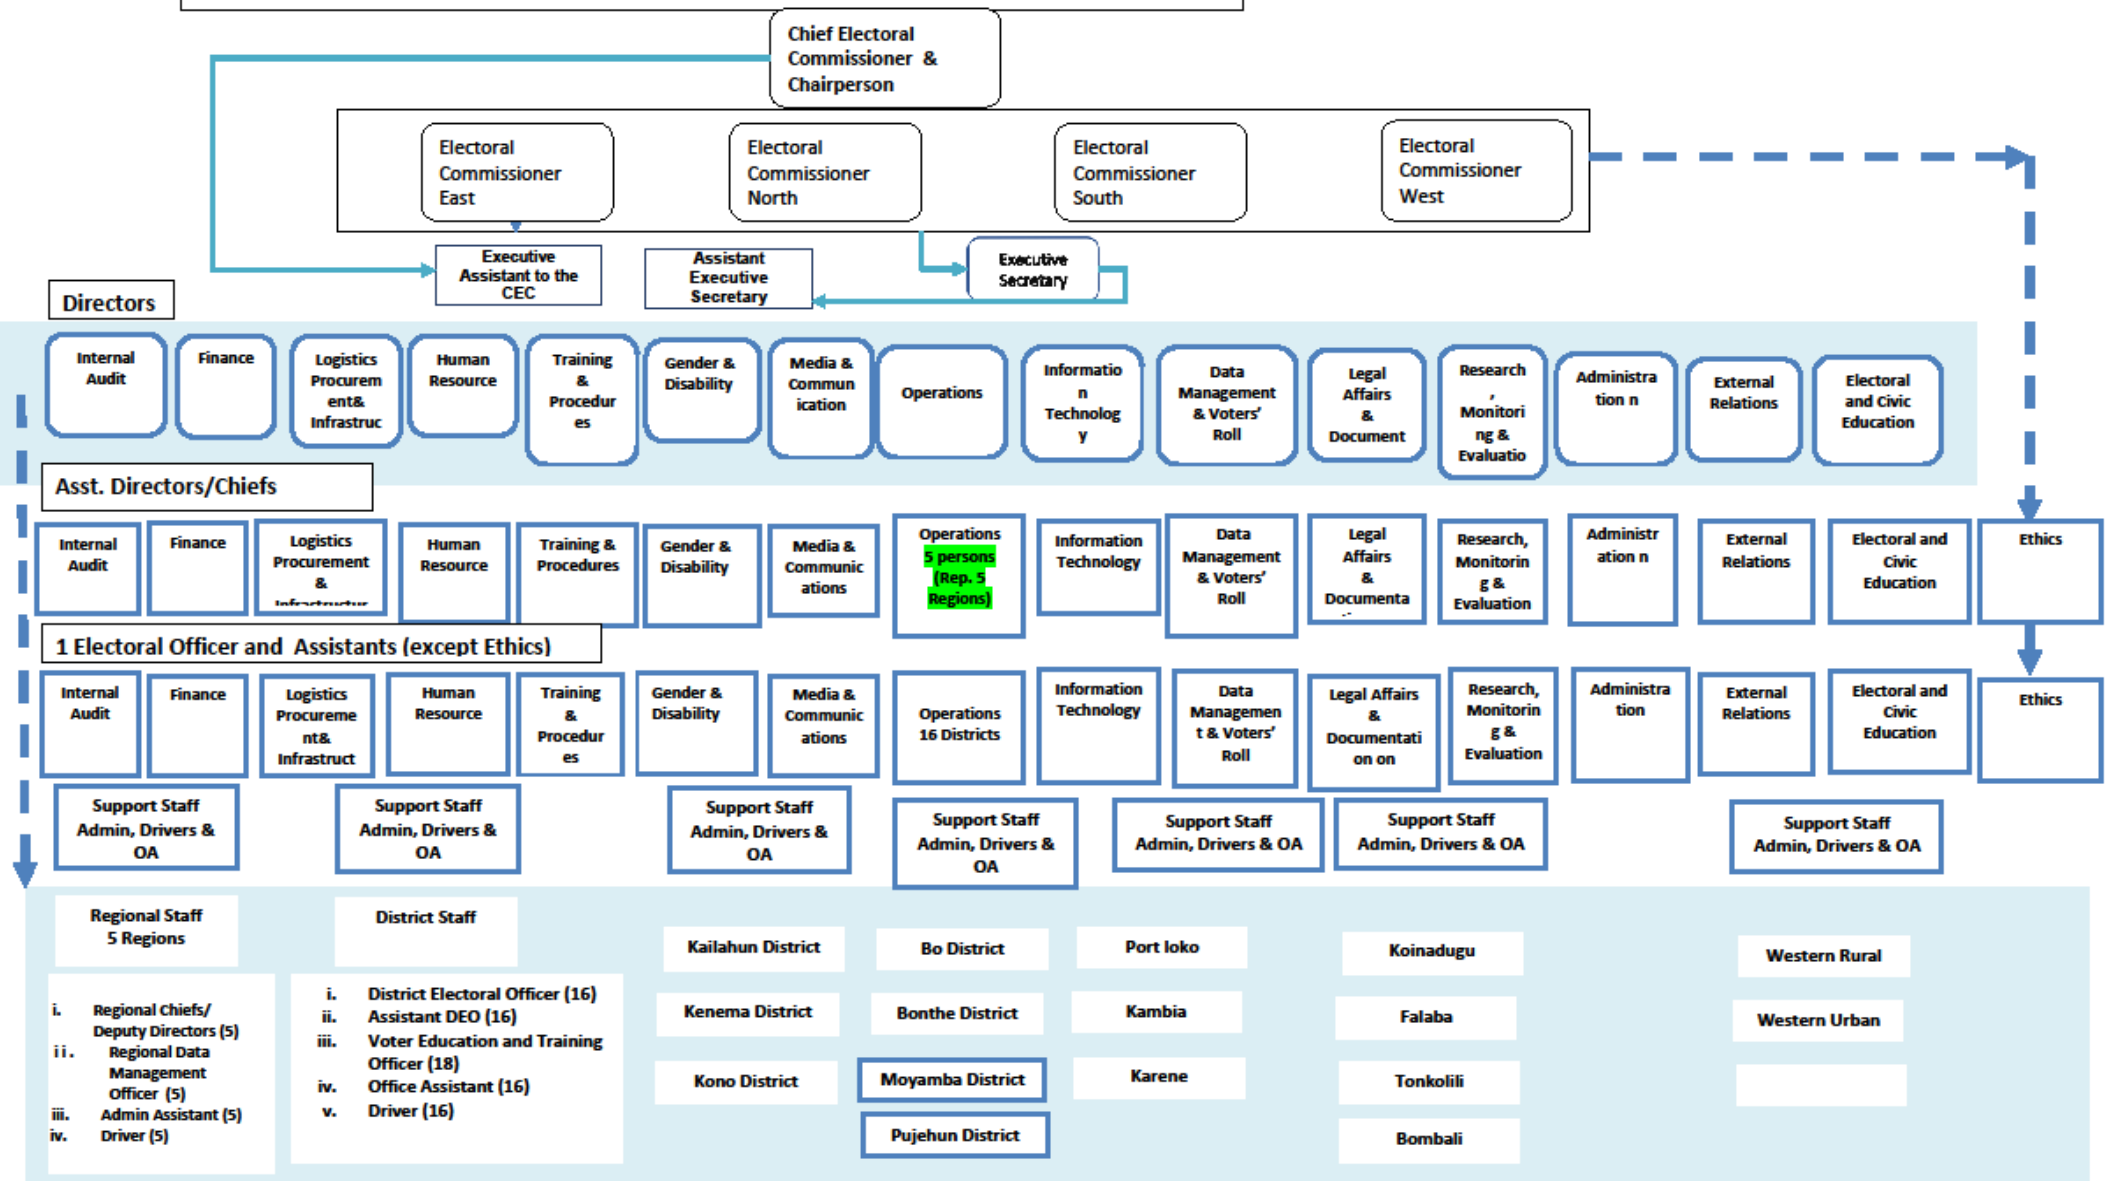 Chief Electoral
Commissioner &
Chairperson
Electoral
Commissioner
East
Electoral
Commissioner
North
Electoral
Commissioner
South
Electoral
Commissioner
West
Executive
Assistant to the
CEC
Assistant
Executive
Secretary
Executive
Secretary
Directors
Internal
Audit
Finance
Logistics
Procurem
ent&
Infrastruc
Human
Resource
Training
&
Procedur
es
Gender &
Disability
Media &
Commun
ication
Operations
Informatio
n
Technolog
y
Data
Management
& Voters'
Roll
Legal
Affairs
&
Document
Research
,
Monitori
ng &
Evaluatio
Administra
tion n
External
Relations
Electoral
and Civic
Education
Asst. Directors/Chiefs
Internal
Audit
Finance
Logistics
Procurement
&
Infrastructur
Human
Resource
Training &
Procedures
Gender &
Disability
Media &
Communic
ations
Operations
5 persons
(Rep. 5
Regions)
Information
Technology
Data
Management
& Voters'
Roll
Legal
Affairs
&
Documenta
Research,
Monitorin
g &
Evaluation
Administr
ation n
External
Relations
Electoral and
Civic
Education
Ethics
1 Electoral Officer and Assistants (except Ethics)
Internal
Audit
Finance
Logistics
Procureme
nt&
Infrastruct
Human
Resource
Training
&
Procedur
es
Gender &
Disability
Media &
Communic
ations
Operations
16 Districts
Information
Technology
Data
Managemen
t & Voters'
Roll
Legal Affairs
&
Documentati
on on
Research,
Monitorin
g &
Evaluation
Administra
tion
External
Relations
Electoral and
Civic
Education
Ethics
Support Staff
Admin, Drivers &
OA
Support Staff
Admin, Drivers &
OA
Support Staff
Admin, Drivers &
OA
Support Staff
Admin, Drivers &
OA
Support Staff
Admin, Drivers & OA
Support Staff
Admin, Drivers & OA
Support Staff
Admin, Drivers & OA
Regional Staff
5 Regions
i. Regional Chiefs/
Deputy Directors (5)
ii. Regional Data
Management
Officer (5)
iii. Admin Assistant (5)
iv. Driver (5)
District Staff
i. District Electoral Officer (16)
ii. Assistant DEO (16)
iii. Voter Education and Training
Officer (18)
iv. Office Assistant (16)
v. Driver (16)
Kailahun District
Kenema District
Kono District
Bo District
Bonthe District
Moyamba District
Pujehun District
Port loko
Kambia
Karene
Koinadugu
Falaba
Tonkolili
Bombali
Western Rural
Western Urban